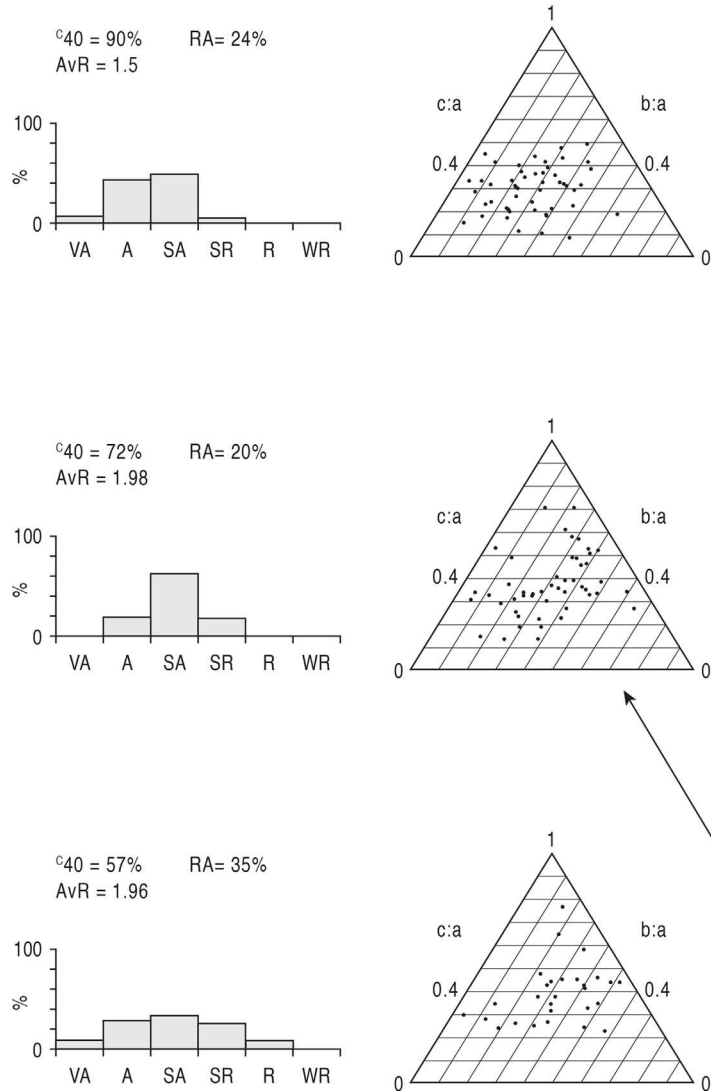 ᶜ40 = 90% RA= 24%
AvR = 1.5
100
%
0
VA A SA SR R WR
1
c:a b:a
0.4 0.4
0 0
ᶜ40 = 72% RA= 20%
AvR = 1.98
100
%
0
VA A SA SR R WR
1
c:a b:a
0.4 0.4
0 0
ᶜ40 = 57% RA= 35%
AvR = 1.96
100
%
0
VA A SA SR R WR
1
c:a b:a
0.4 0.4
0 0